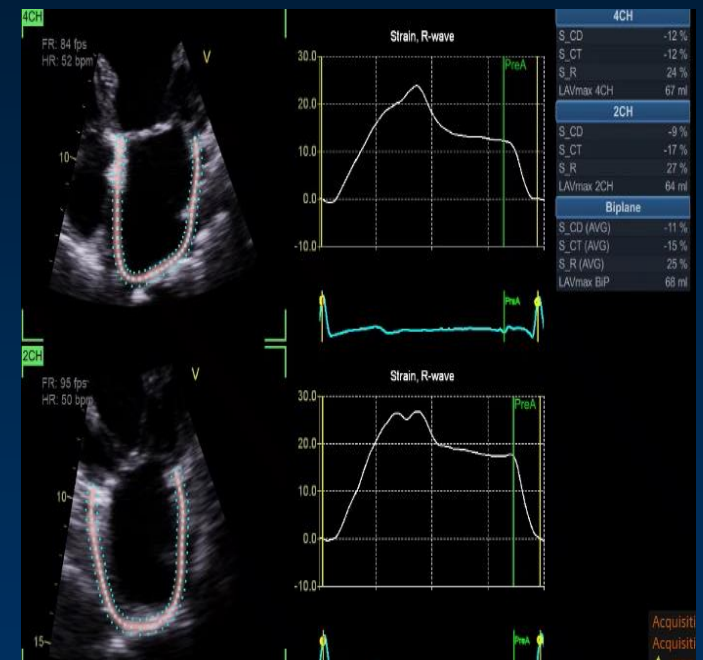 4CH
FR: 84 fps
HR: 52 bpm
V
10
Strain, R-wave
30.0
20.0
10.0
0.0
-10.0
PreA
PreA
4CH
S_CD -12 %
S_CT -12 %
S_R 24 %
LAVmax 4CH 67 ml
2CH
S_CD -9 %
S_CT -17 %
S_R 27 %
LAVmax 2CH 64 ml
Biplane
S_CD (AVG) -11 %
S_CT (AVG) -15 %
S_R (AVG) 25 %
LAVmax BiP 68 ml
2CH
FR: 95 fps
HR: 50 bpm
V
10
15
Strain, R-wave
30.0
20.0
10.0
0.0
-10.0
PreA
PreA
Acquisiti
Acquisiti